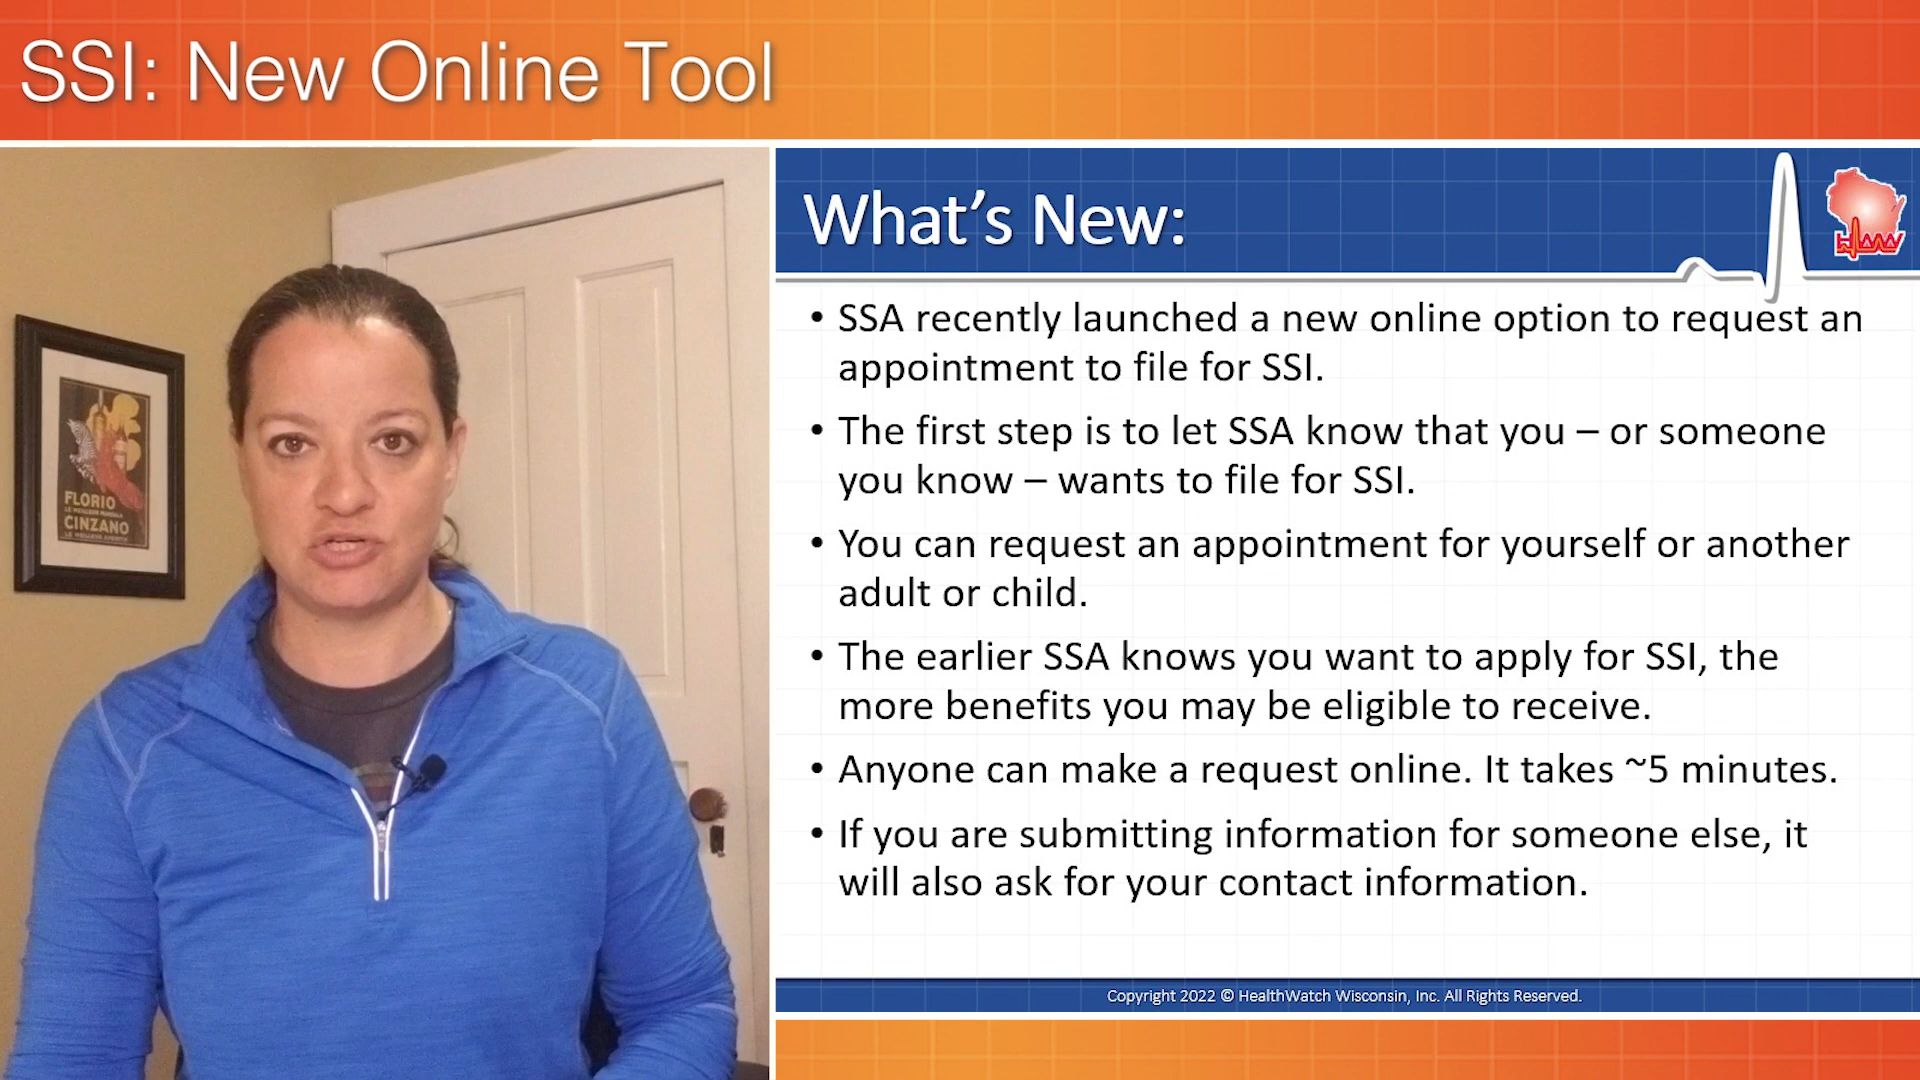 SSI: New Online Tool
What's New:
• SSA recently launched a new online option to request an
appointment to file for SSI.
• The first step is to let SSA know that you – or someone
you know – wants to file for SSI.
• You can request an appointment for yourself or another
adult or child.
• The earlier SSA knows you want to apply for SSI, the
more benefits you may be eligible to receive.
• Anyone can make a request online. It takes ~5 minutes.
• If you are submitting information for someone else, it
will also ask for your contact information.
Copyright 2022 © HealthWatch Wisconsin, Inc. All Rights Reserved.
FLORIO
CINZANO